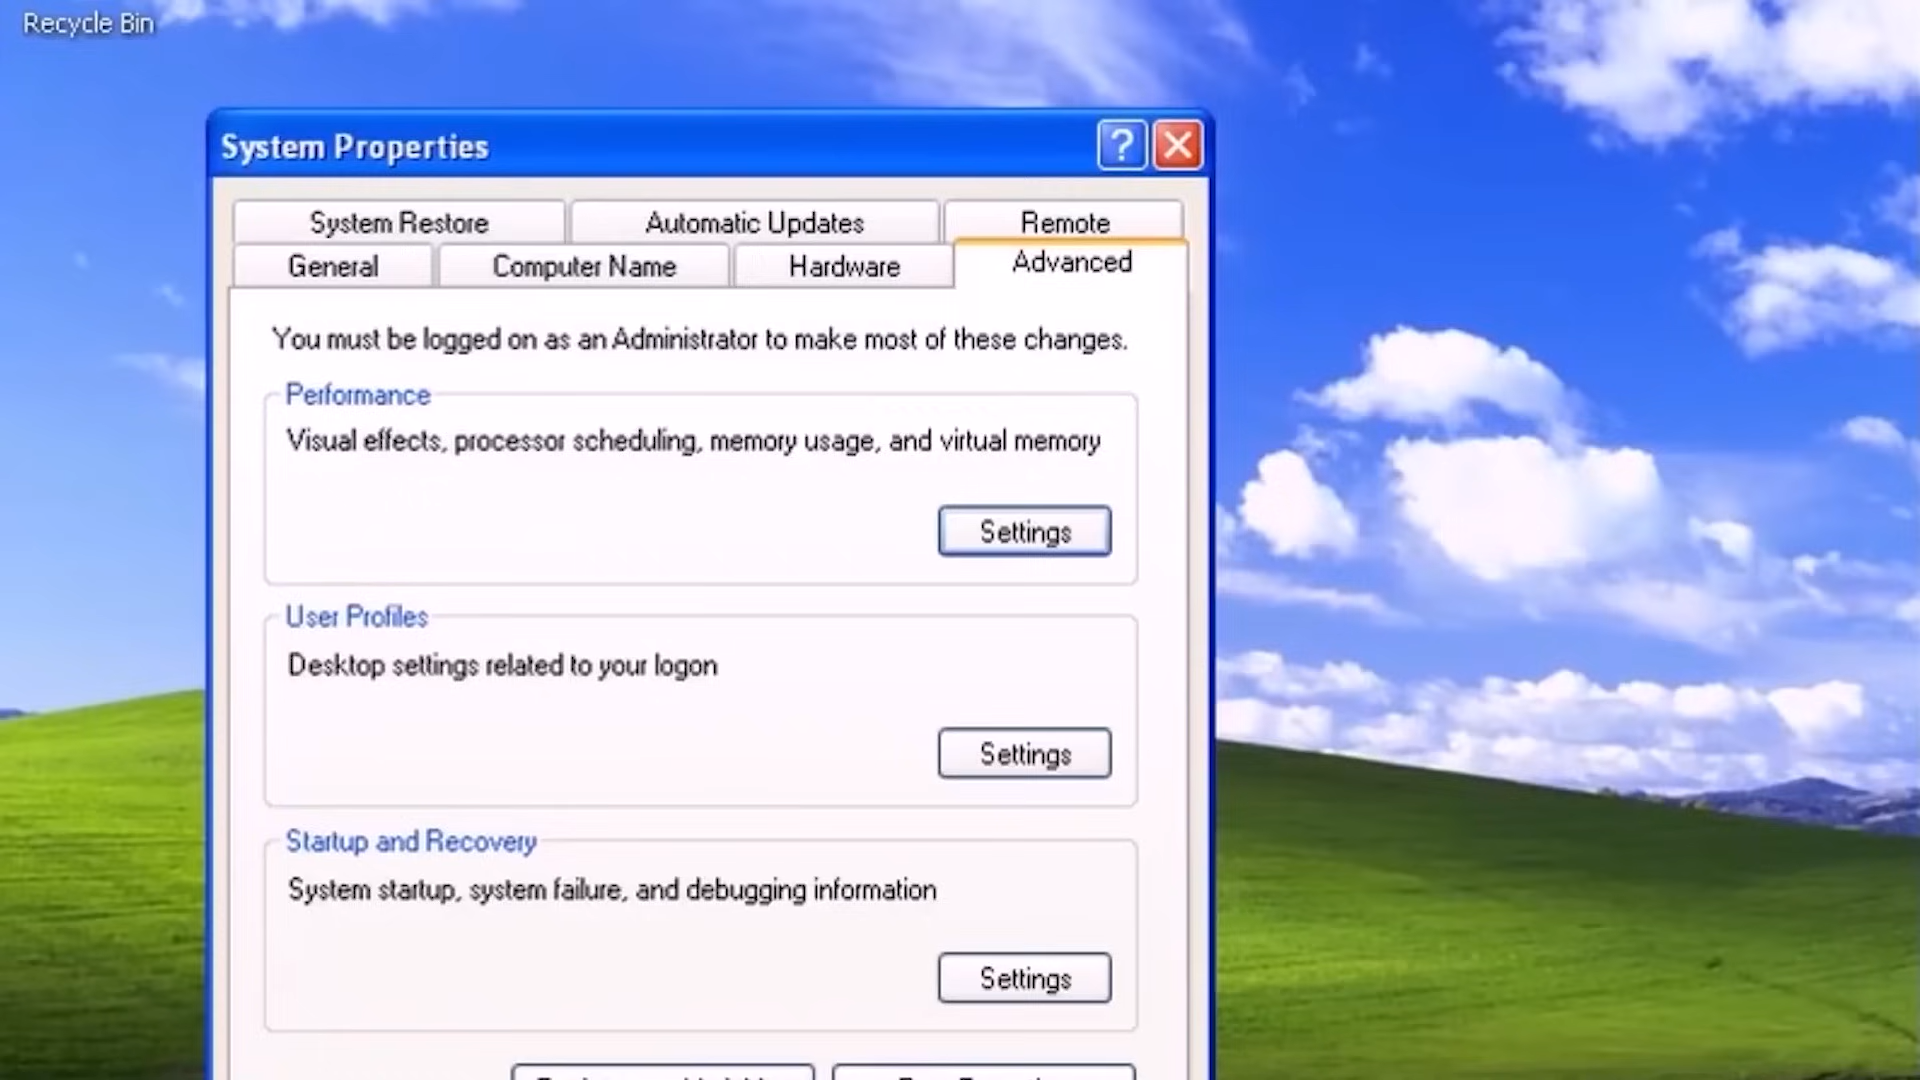 Recycle Bin
System Properties
System Restore
Automatic Updates
Remote
General
Computer Name
Hardware
Advanced
You must be logged on as an Administrator to make most of these changes.
Performance
Visual effects, processor scheduling, memory usage, and virtual memory
Settings
User Profiles
Desktop settings related to your logon
Settings
Startup and Recovery
System startup, system failure, and debugging information
Settings